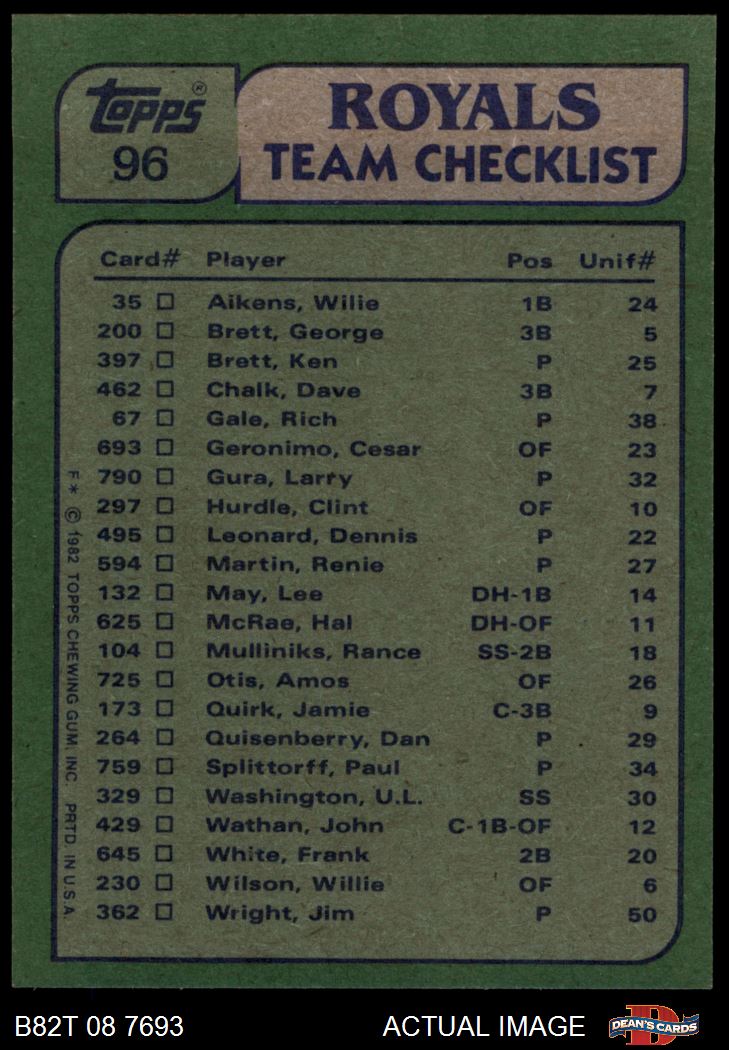 Topps®
96
ROYALS
TEAM CHECKLIST
Card# Player Pos Unif#
35 Aikens, Willie 1B 24
200 Brett, George 3B 5
397 Brett, Ken P 25
462 Chalk, Dave 3B 7
67 Gale, Rich P 38
693 Geronimo, Cesar OF 23
790 Gura, Larry P 32
297 Hurdle, Clint OF 10
495 Leonard, Dennis P 22
594 Martin, Renie P 27
132 May, Lee DH-1B 14
625 McRae, Hal DH-OF 11
104 Mulliniks, Rance SS-2B 18
725 Otis, Amos OF 26
173 Quirk, Jamie C-3B 9
264 Quisenberry, Dan P 29
759 Splittorff, Paul P 34
329 Washington, U.L. SS 30
429 Wathan, John C-1B-OF 12
645 White, Frank 2B 20
230 Wilson, Willie OF 6
362 Wright, Jim P 50
F* © 1982 TOPPS CHEWING GUM, INC. PRTD. IN U.S.A.
B82T 08 7693 ACTUAL IMAGE
D
DEAN'S CARDS